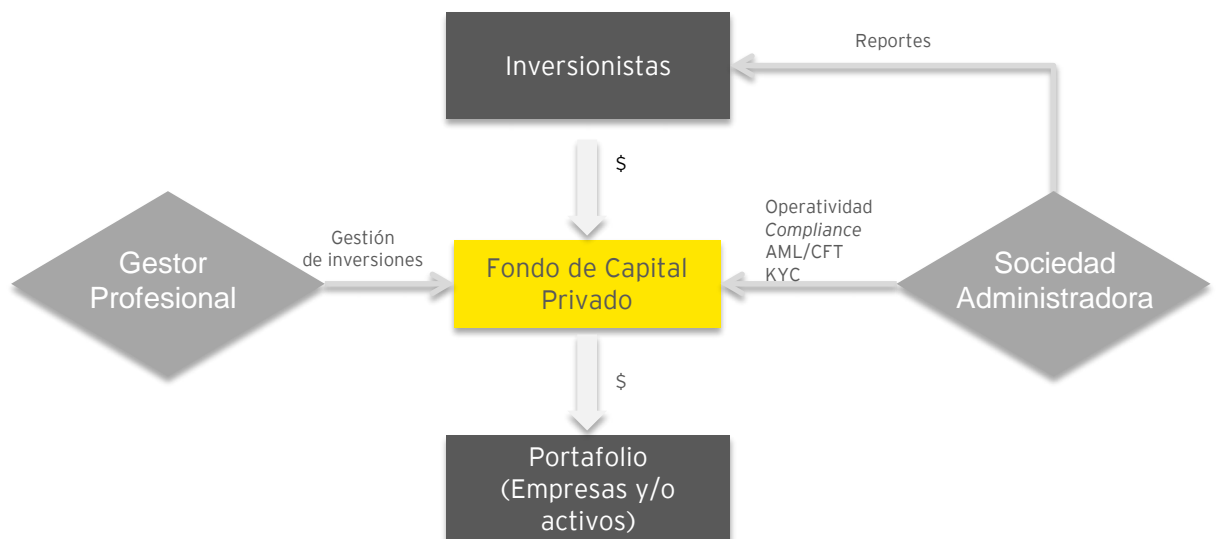 Inversionistas
Reportes
$
Operatividad
Compliance
AML/CFT
KYC
Gestión
de inversiones
Gestor
Profesional
Fondo de Capital
Privado
Sociedad
Administradora
$
Portafolio
(Empresas y/o
activos)